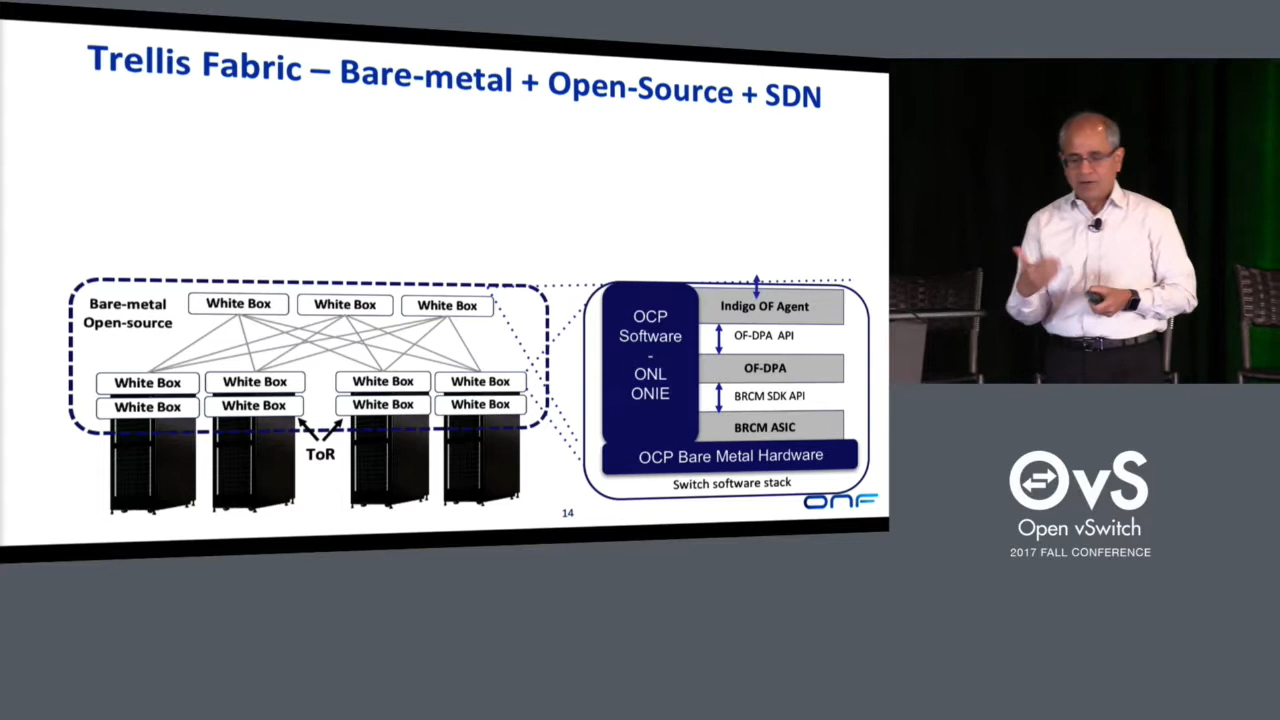 Trellis Fabric – Bare-metal + Open-Source + SDN
Bare-metal
Open-source
White Box
White Box
White Box
White Box
White Box
White Box
White Box
White Box
White Box
White Box
White Box
ToR
OCP
Software
-
ONL
ONIE
Indigo OF Agent
OF-DPA API
OF-DPA
BRCM SDK API
BRCM ASIC
OCP Bare Metal Hardware
Switch software stack
ONF
14
OvS
Open vSwitch
2017 FALL CONFERENCE